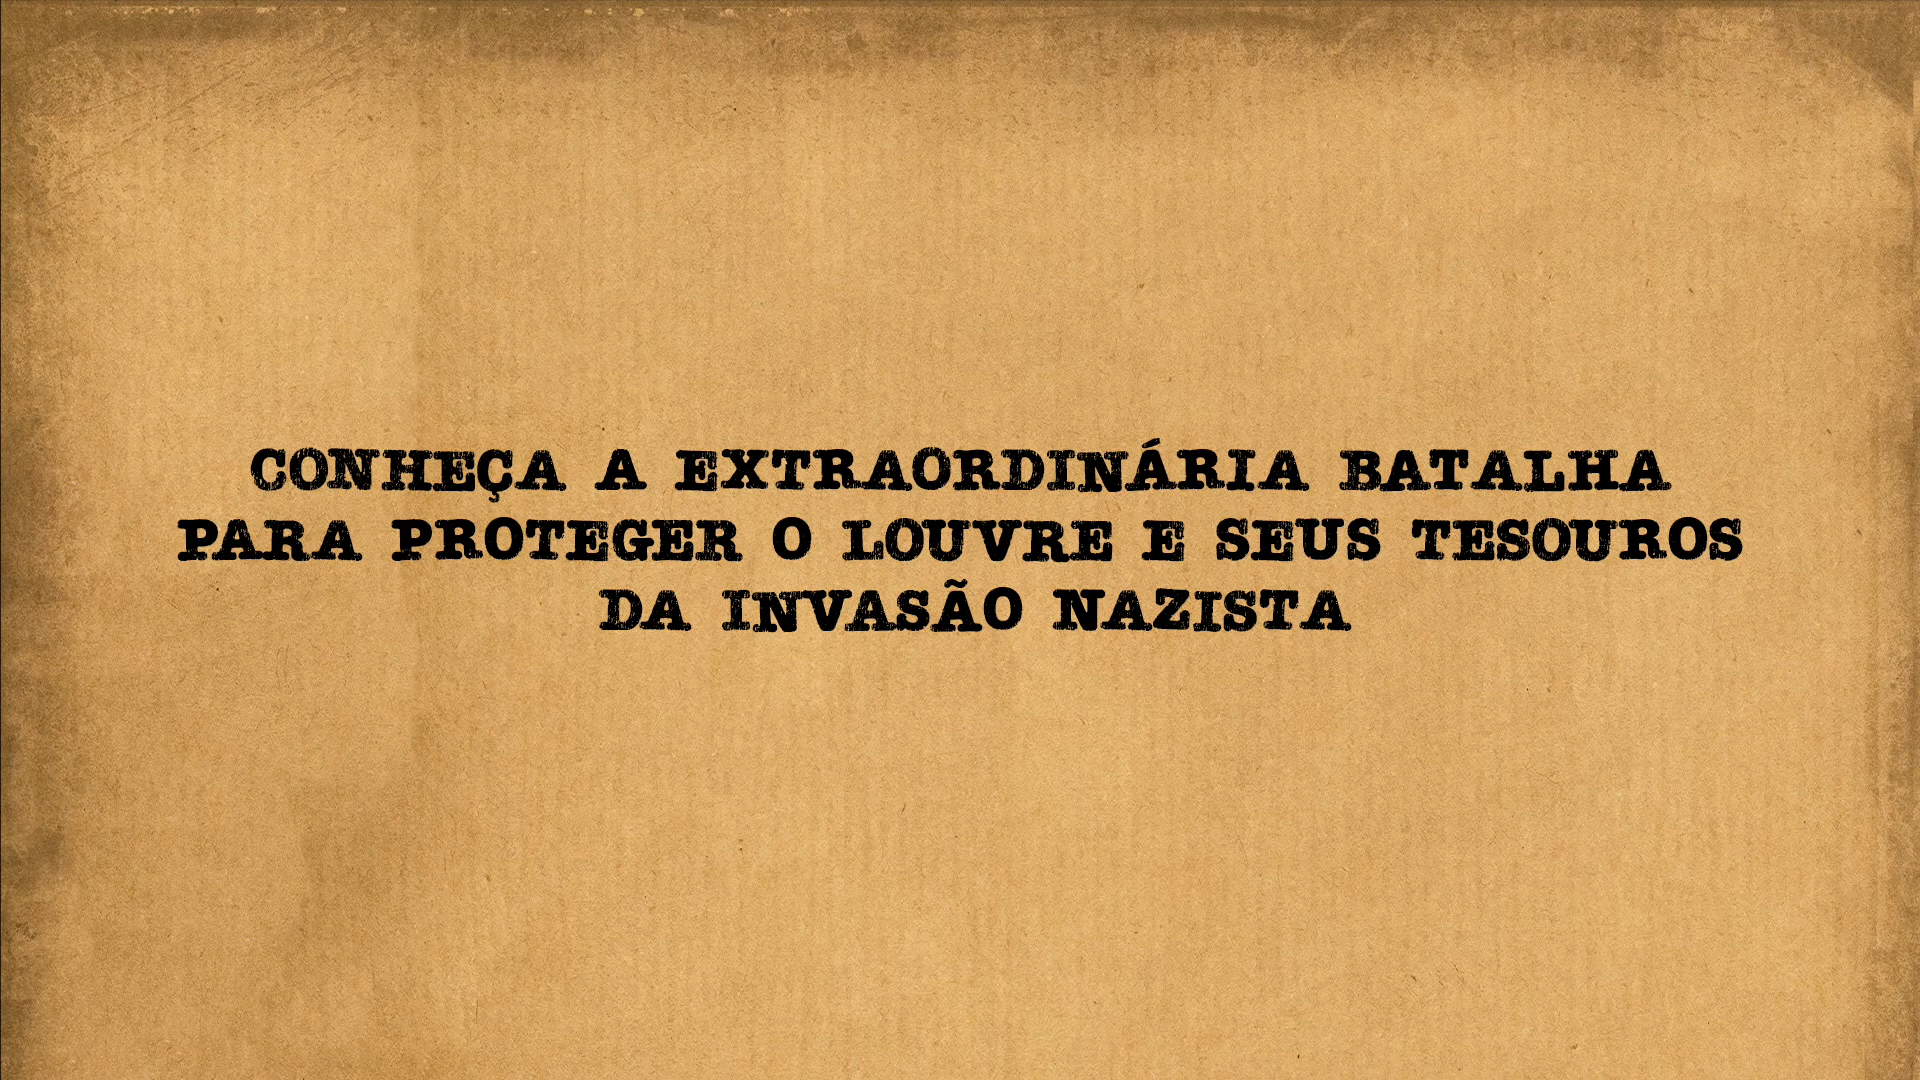 CONHEÇA A EXTRAORDINÁRIA BATALHA
PARA PROTEGER O LOUVRE E SEUS TESOUROS
DA INVASÃO NAZISTA